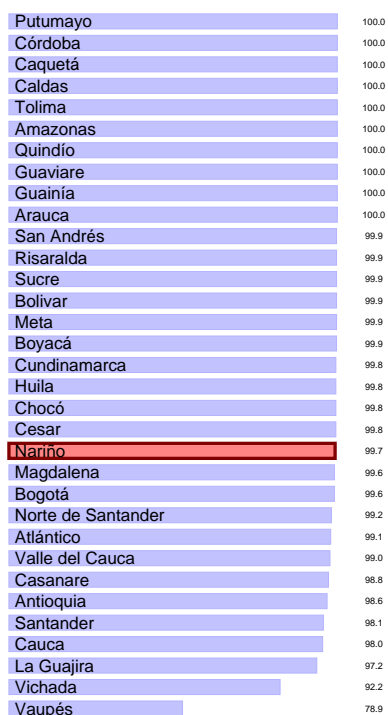 Putumayo 100.0
Córdoba 100.0
Caquetá 100.0
Caldas 100.0
Tolima 100.0
Amazonas 100.0
Quindío 100.0
Guaviare 100.0
Guainía 100.0
Arauca 100.0
San Andrés 99.9
Risaralda 99.9
Sucre 99.9
Bolivar 99.9
Meta 99.9
Boyacá 99.9
Cundinamarca 99.8
Huila 99.8
Chocó 99.8
Cesar 99.8
Nariño 99.7
Magdalena 99.6
Bogotá 99.6
Norte de Santander 99.2
Atlántico 99.1
Valle del Cauca 99.0
Casanare 98.8
Antioquia 98.6
Santander 98.1
Cauca 98.0
La Guajira 97.2
Vichada 92.2
Vaupés 78.9